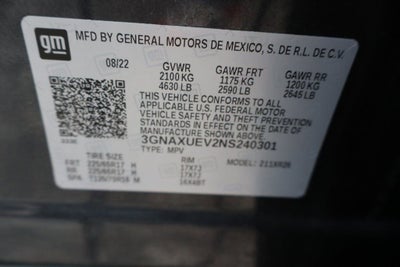 gm
MFD BY GENERAL MOTORS DE MEXICO, S. DE R.L. DE C.V.
08/22 GVWR GAWR FRT GAWR RR
2100 KG 1175 KG 1200 KG
4630 LB 2590 LB 2645 LB
THIS VEHICLE CONFORMS TO ALL
APPLICABLE U.S. FEDERAL MOTOR
VEHICLE SAFETY AND THEFT PREVENTION
STANDARDS IN EFFECT ON THE DATE OF
MANUFACTURE SHOWN ABOVE.
3GNAXUEV2NS240301
TYPE: MPV MODEL: 211XR26
TIRE SIZE RIM
FRT 225/65R17 H 17X7J
RR 225/65R17 H 17X7J
SPA T135/70R16 M 16X4BT